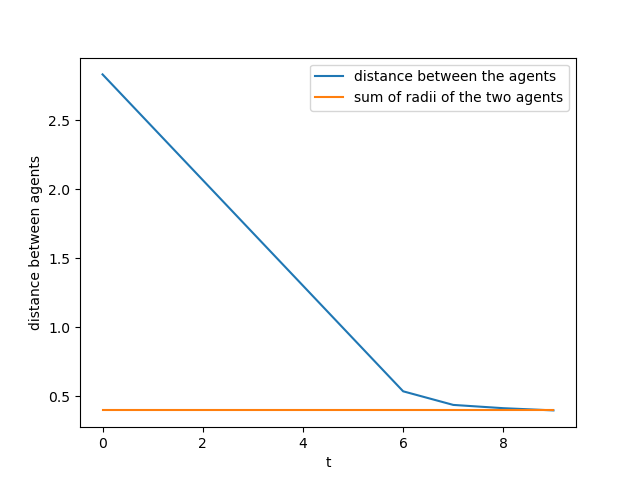 distance between the agents
sum of radii of the two agents
distance between agents
2.5
2.0
1.5
1.0
0.5
0 2 4 6 8
t